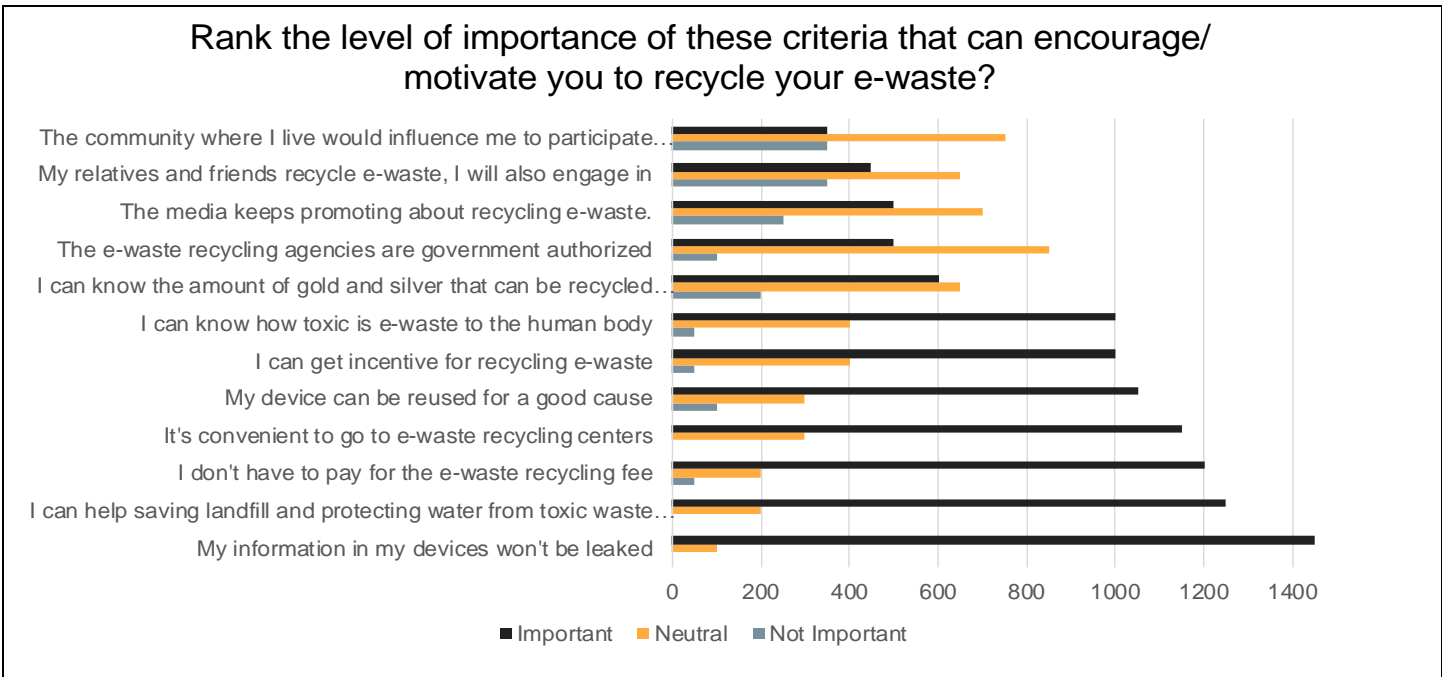 Rank the level of importance of these criteria that can encourage/
motivate you to recycle your e-waste?
The community where I live would influence me to participate…
My relatives and friends recycle e-waste, I will also engage in
The media keeps promoting about recycling e-waste.
The e-waste recycling agencies are government authorized
I can know the amount of gold and silver that can be recycled…
I can know how toxic is e-waste to the human body
I can get incentive for recycling e-waste
My device can be reused for a good cause
It's convenient to go to e-waste recycling centers
I don't have to pay for the e-waste recycling fee
I can help saving landfill and protecting water from toxic waste…
My information in my devices won't be leaked
0 200 400 600 800 1000 1200 1400
Important Neutral Not Important